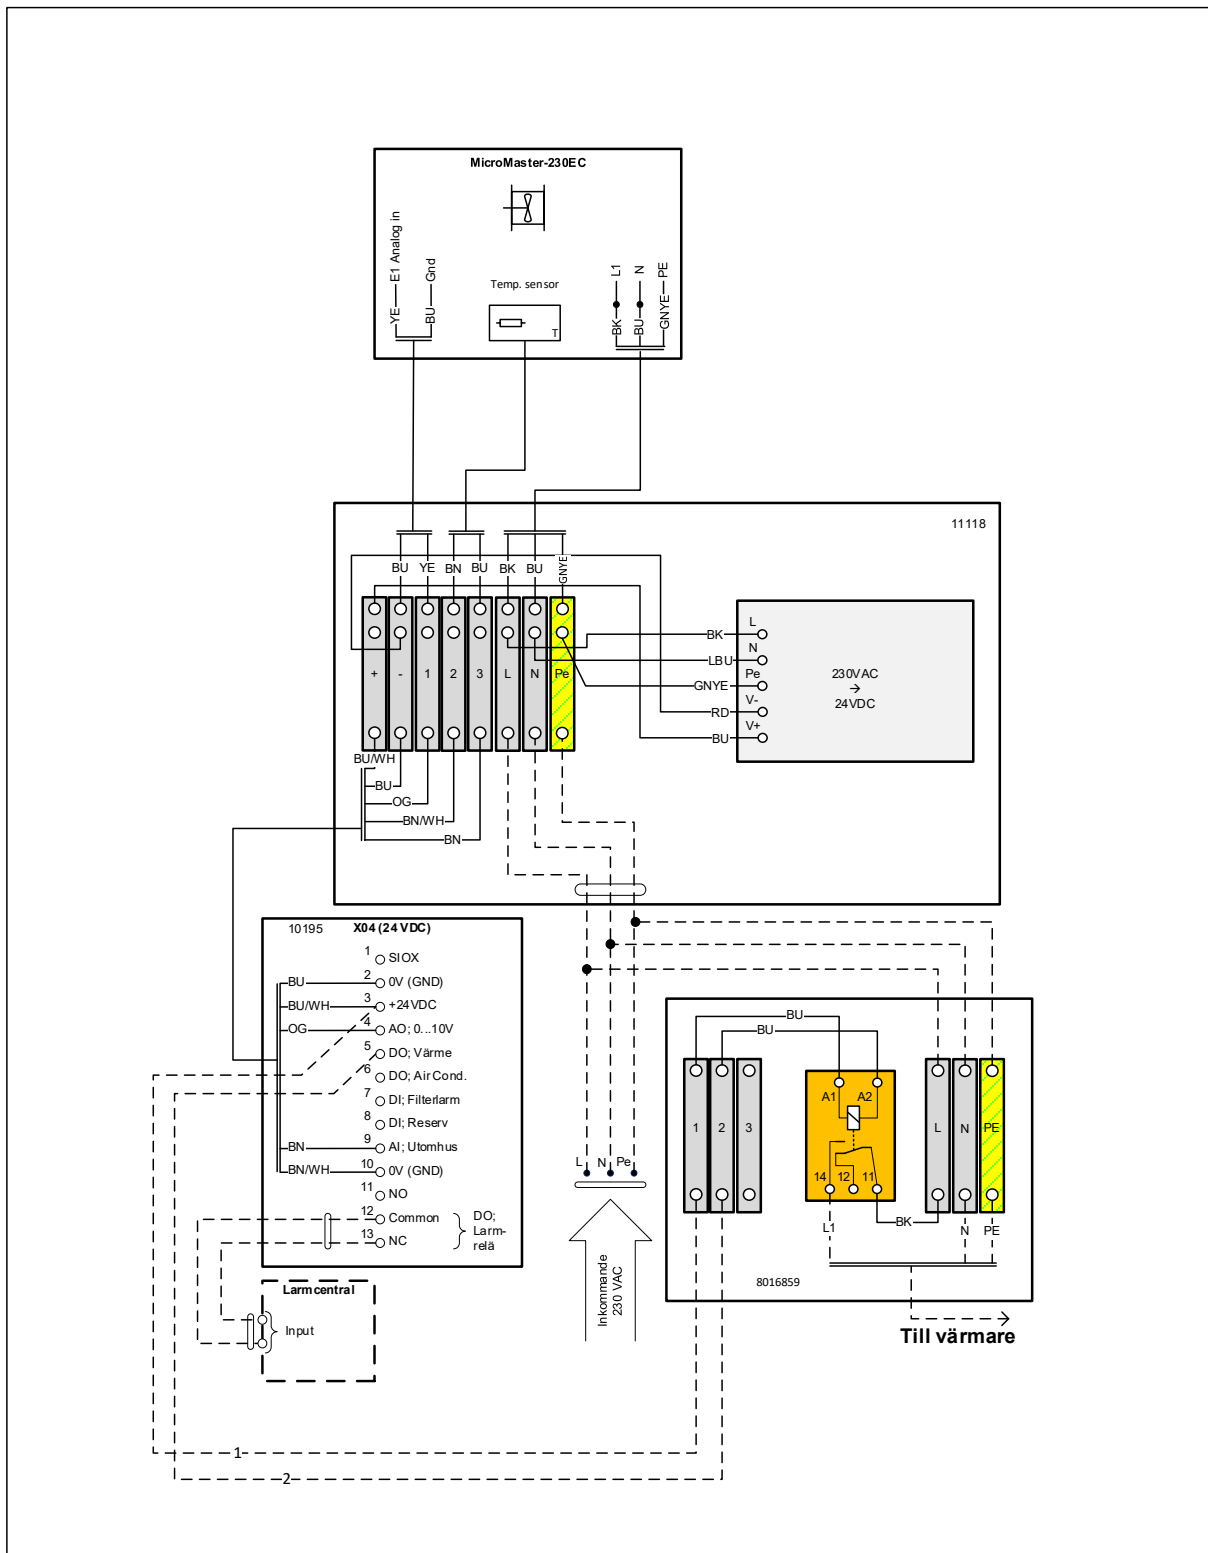 MicroMaster-230EC
YE E1 Analog in
BU Gnd
Temp. sensor
T
BK L1
BU N
GNYE PE
11118
BU YE BN BU BK BU GNYE
+ - 1 2 3 L N Pe
BK L
LBU N
GNYE Pe
RD V-
BU V+
230VAC
→
24VDC
BU/WH
BU
OG
BN/WH
BN
10195 X04 (24 VDC)
1 SIOX
BU 2 0V (GND)
BU/WH 3 +24VDC
OG 4 AO; 0...10V
5 DO; Värme
6 DO; Air Cond.
7 DI; Filterlarm
8 DI; Reserv
BN 9 AI; Utomhus
BN/WH 10 0V (GND)
11 NO
12 Common
13 NC
DO;
Larm-
relä
Larmcentral
Input
L N Pe
Inkommande
230 VAC
BU
BU
1 2 3
A1 A2
14 12 11
L N PE
L1 BK N PE
8016859
Till värmare
1
2